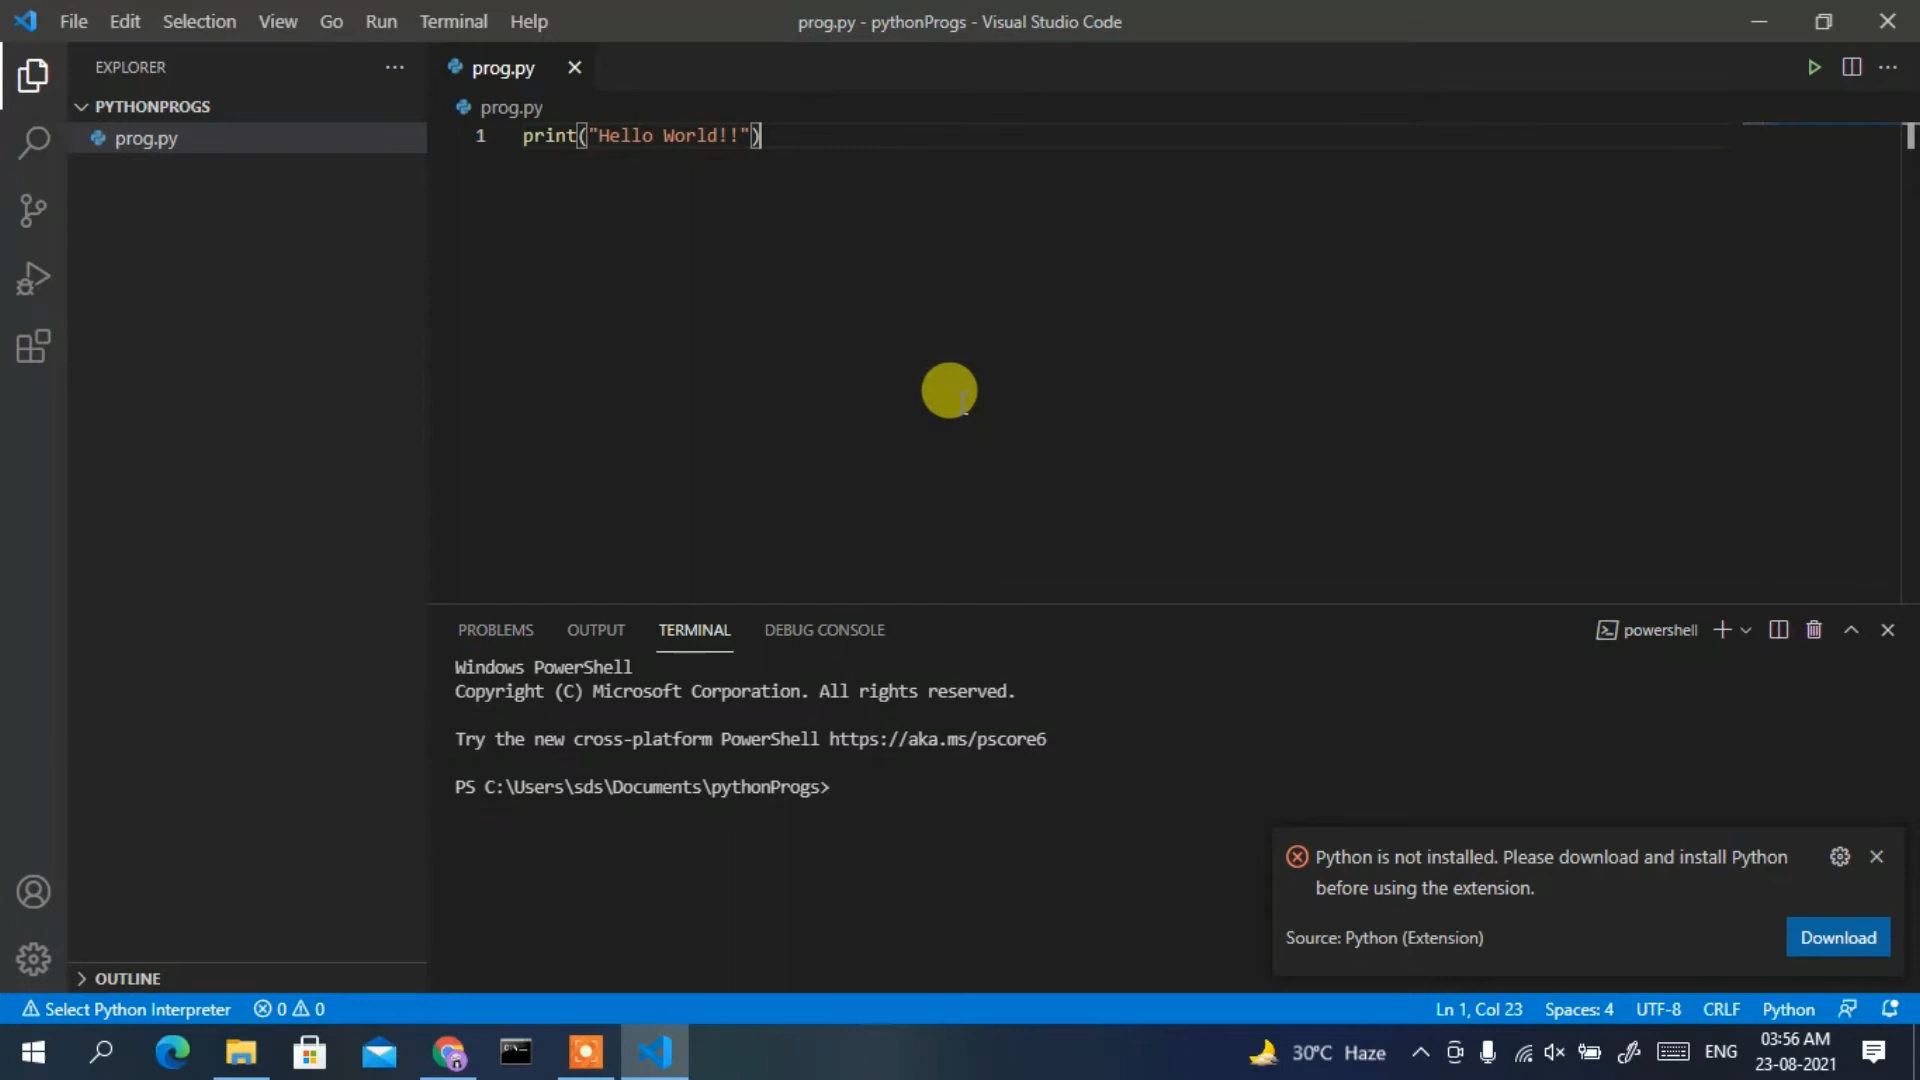 File Edit Selection View Go Run Terminal Help
prog.py - pythonProgs - Visual Studio Code
EXPLORER
PYTHONPROGS
prog.py
prog.py
prog.py
1 print("Hello World!!")
PROBLEMS OUTPUT TERMINAL DEBUG CONSOLE
powershell
Windows PowerShell
Copyright (C) Microsoft Corporation. All rights reserved.
Try the new cross-platform PowerShell https://aka.ms/pscore6
PS C:\Users\sds\Documents\pythonProgs>
Python is not installed. Please download and install Python
before using the extension.
Source: Python (Extension)
Download
OUTLINE
Select Python Interpreter 0 0
Ln 1, Col 23 Spaces: 4 UTF-8 CRLF Python
30°C Haze
ENG
03:56 AM
23-08-2021